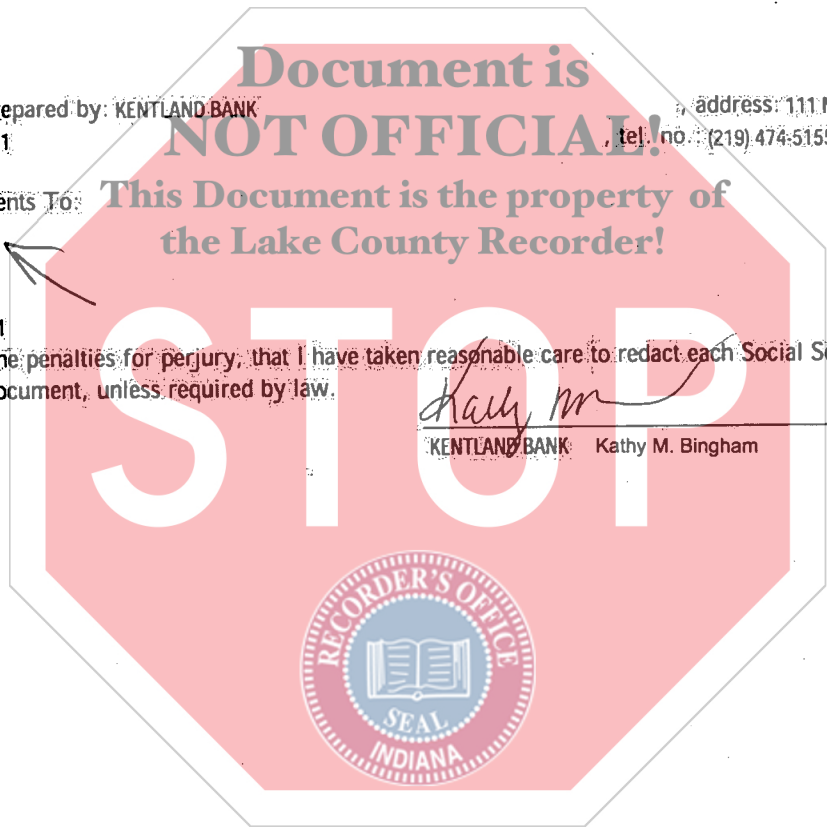 Document is
epared by: KENTLAND BANK , address: 111
1 NOT OFFICIAL! , tel. no.: (219) 474-5155
ents To: This Document is the property of
the Lake County Recorder!
STOP
ne penalties for perjury, that I have taken reasonable care to redact each Social S
ocument, unless required by law.
KENTLAND BANK Kathy M. Bingham
RECORDER'S OFFICE
SEAL
INDIANA